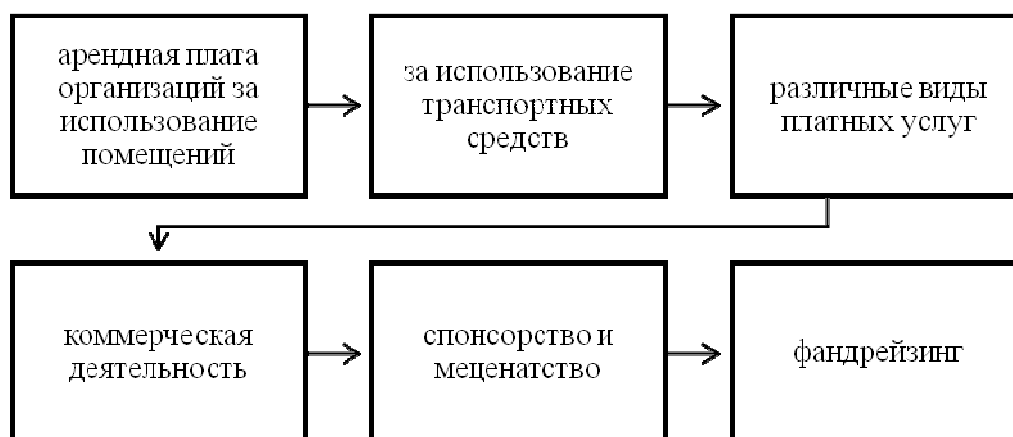 арендная плата
организаций за
использование
помещений
за использование
транспортных
средств
различные виды
платных услуг
коммерческая
деятельность
спонсорство и
меценатство
фандрейзинг